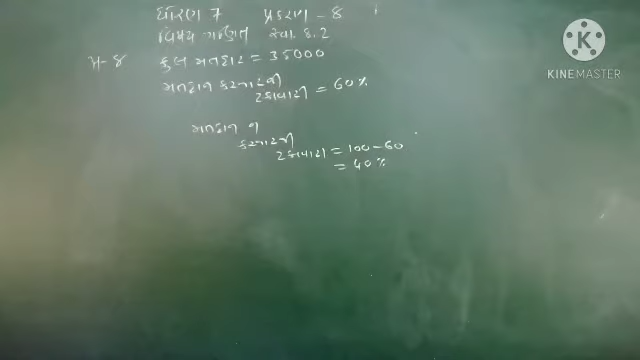 ધોરણ 7 પ્રકરણ - 8
વિષય ગણિત સ્વા. 8.2
પ્ર-8 કુલ મતદાર = 35000
મતદાન કરનારની
ટકાવારી = 60%
મતદાન ન
કરનારની
ટકાવારી = 100 - 60
= 40%
KINEMASTER